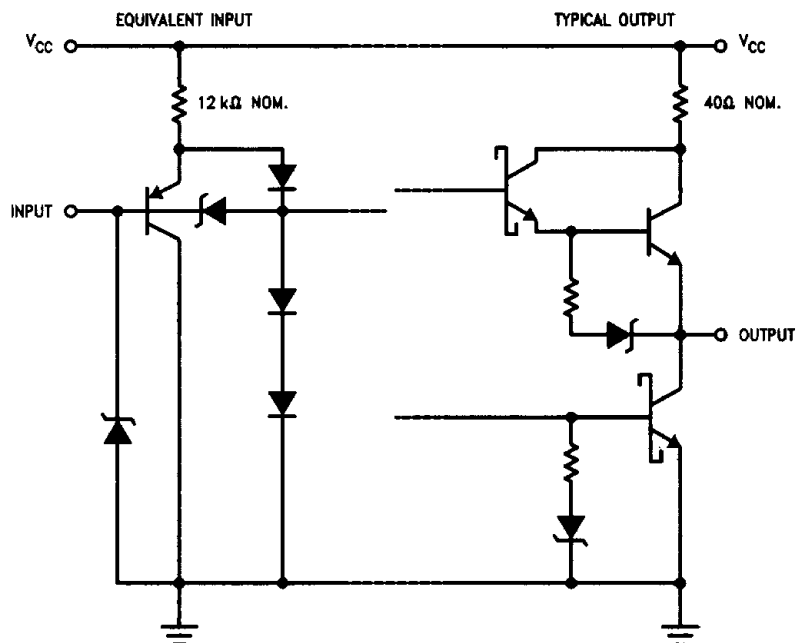 EQUIVALENT INPUT
TYPICAL OUTPUT
VCC
VCC
12 kΩ NOM.
40Ω NOM.
INPUT
OUTPUT